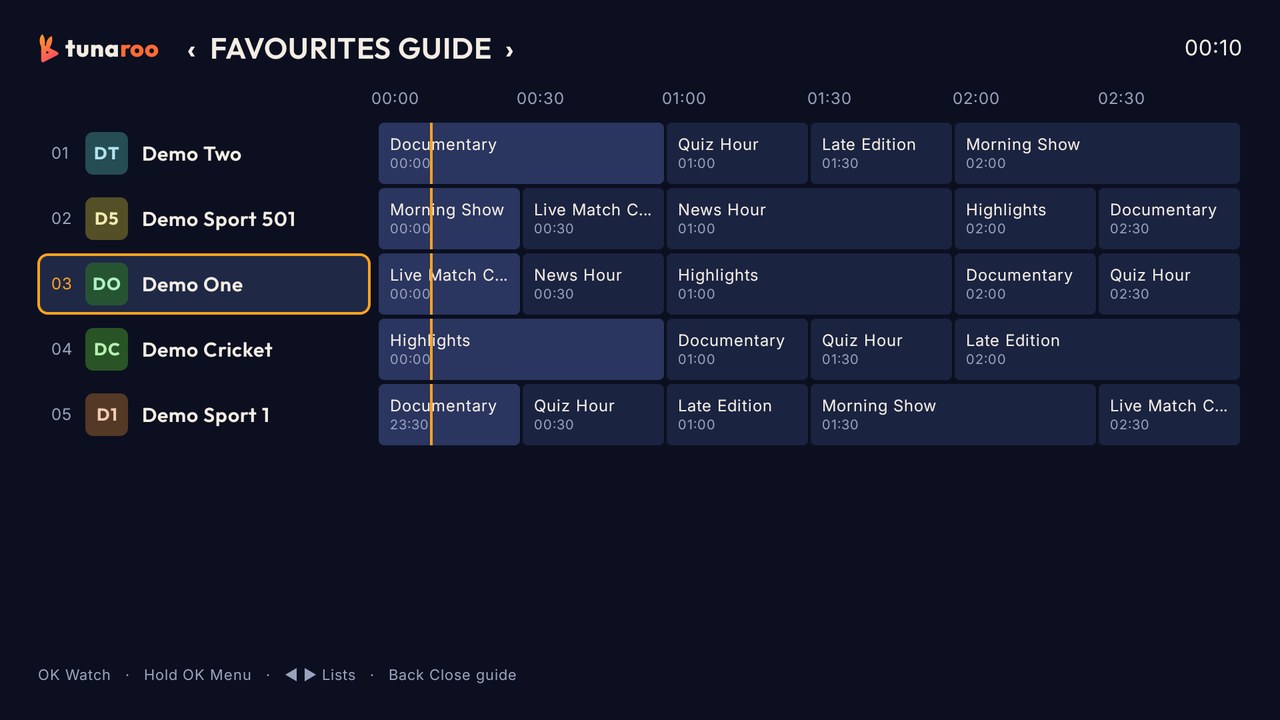 tunaroo ‹ FAVOURITES GUIDE › 00:10
00:00 00:30 01:00 01:30 02:00 02:30
01 DT Demo Two
Documentary Quiz Hour Late Edition Morning Show
00:00 01:00 01:30 02:00
02 D5 Demo Sport 501
Morning Show Live Match C... News Hour Highlights Documentary
00:00 00:30 01:00 02:00 02:30
03 DO Demo One
Live Match C... News Hour Highlights Documentary Quiz Hour
00:00 00:30 01:00 02:00 02:30
04 DC Demo Cricket
Highlights Documentary Quiz Hour Late Edition
00:00 01:00 01:30 02:00
05 D1 Demo Sport 1
Documentary Quiz Hour Late Edition Morning Show Live Match C...
23:30 00:30 01:00 01:30 02:30
OK Watch · Hold OK Menu · ◀ ▶ Lists · Back Close guide